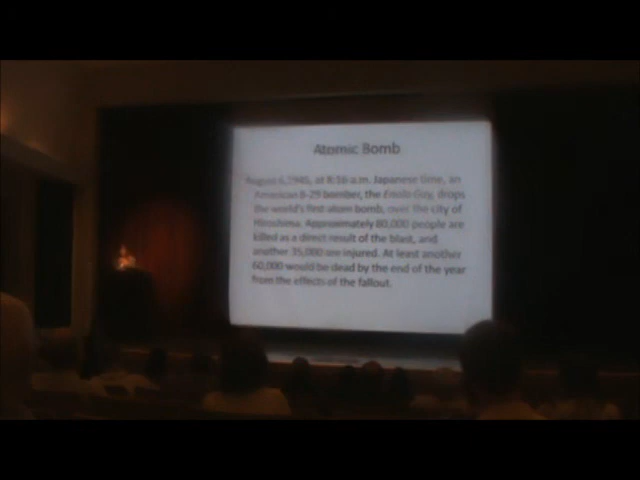 Atomic Bomb
August 6, 1945, at 8:16 a.m. Japanese time, an
American B-29 bomber, the Enola Gay, drops
the world's first atom bomb, over the city of
Hiroshima. Approximately 80,000 people are
killed as a direct result of the blast, and
another 35,000 are injured. At least another
60,000 would be dead by the end of the year
from the effects of the fallout.